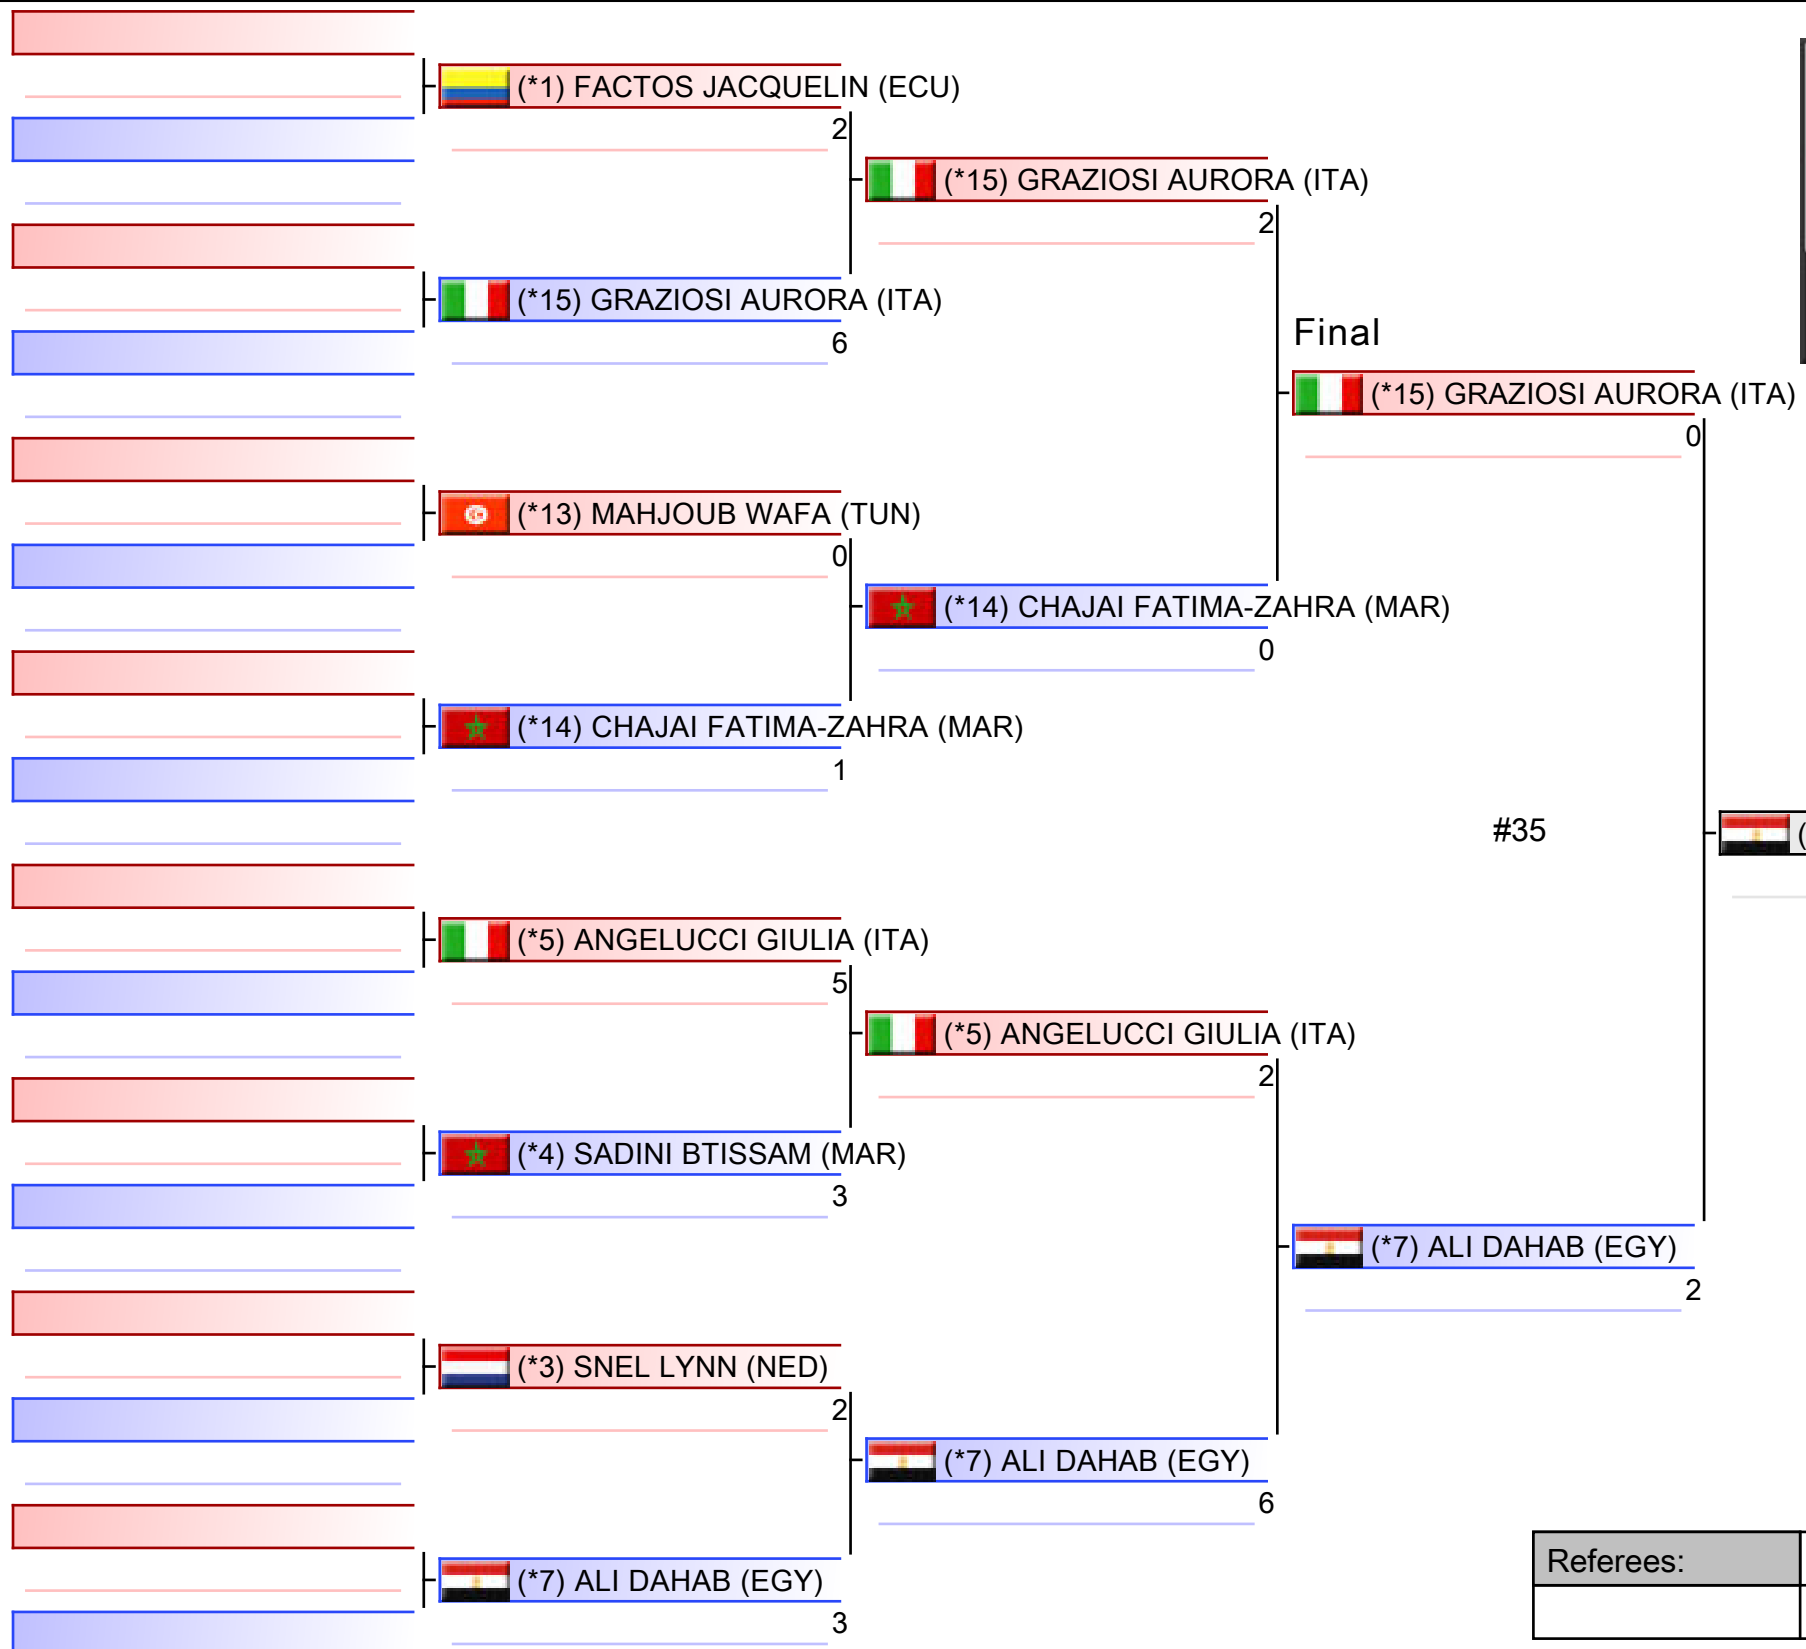 (*1) FACTOS JACQUELIN (ECU)
2
(*15) GRAZIOSI AURORA (ITA)
2
(*15) GRAZIOSI AURORA (ITA)
6
Final
(*15) GRAZIOSI AURORA (ITA)
0
(*13) MAHJOUB WAFA (TUN)
0
(*14) CHAJAI FATIMA-ZAHRA (MAR)
0
(*14) CHAJAI FATIMA-ZAHRA (MAR)
1
#35
(
(*5) ANGELUCCI GIULIA (ITA)
5
(*5) ANGELUCCI GIULIA (ITA)
2
(*4) SADINI BTISSAM (MAR)
3
(*7) ALI DAHAB (EGY)
2
(*3) SNEL LYNN (NED)
2
(*7) ALI DAHAB (EGY)
6
(*7) ALI DAHAB (EGY)
3
Referees: